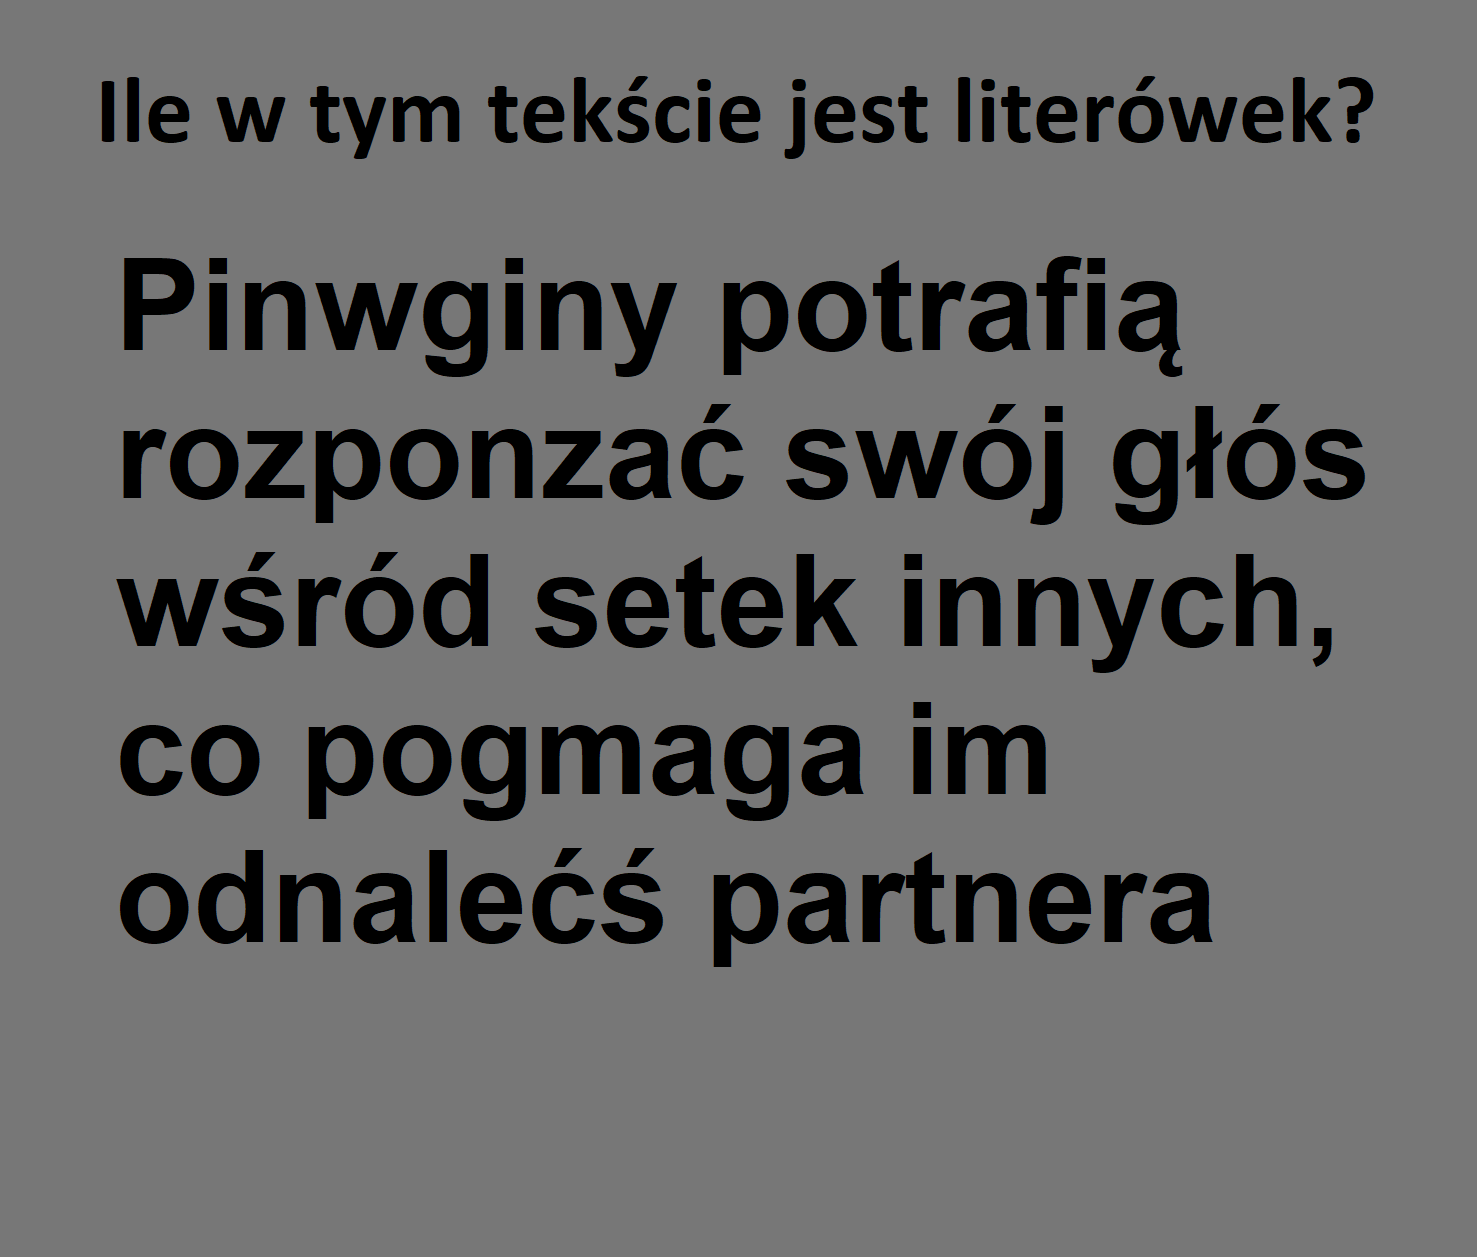 Ile w tym tekście jest literówek?
Pinwginy potrafią
rozponzać swój głós
wśród setek innych,
co pogmaga im
odnalećś partnera